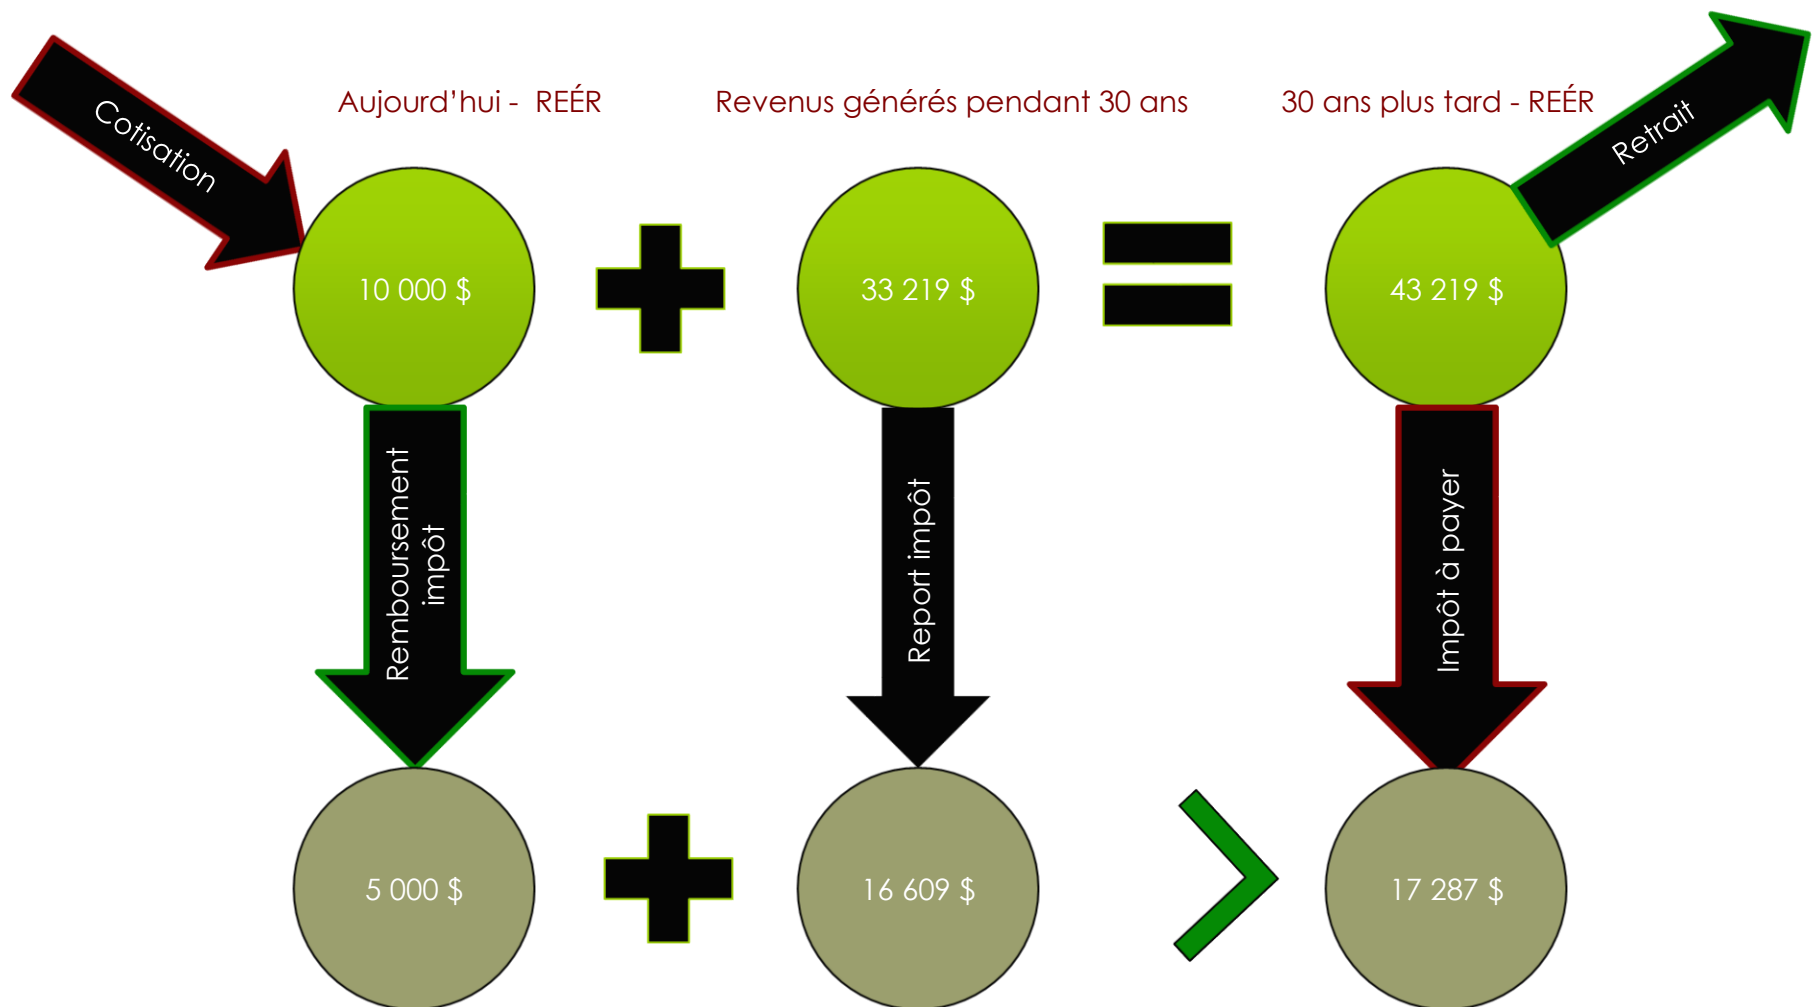 Cotisation
Aujourd'hui - REÉR
Revenus générés pendant 30 ans
30 ans plus tard - REÉR
Retrait
10 000 $
33 219 $
43 219 $
Remboursement
impôt
Report impôt
Impôt à payer
5 000 $
16 609 $
17 287 $